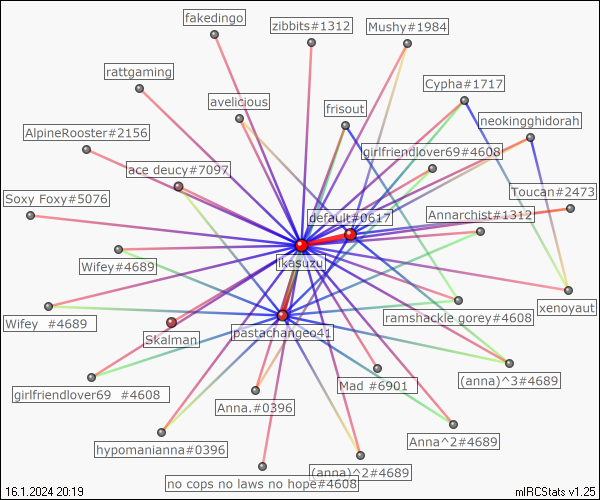 fakedingo
zibbits#1312
Mushy#1984
rattgaming
Cypha#1717
avelicious
frisout
neokingghidorah
AlpineRooster#2156
girlfriendlover69#4608
ace deucy#7097
Soxy Foxy#5076
Toucan#2473
default#0617
Annarchist#1312
Wifey#4689
ikasuzu
xenoyaut
Wifey  #4689
pastachangeo41
ramshackle gorey#4608
Skalman
Mad #6901
(anna)^3#4689
girlfriendlover69  #4608
Anna.#0396
hypomanianna#0396
Anna^2#4689
(anna)^2#4689
no cops no laws no hope#4608
16.1.2024 20:19
mIRCStats v1.25